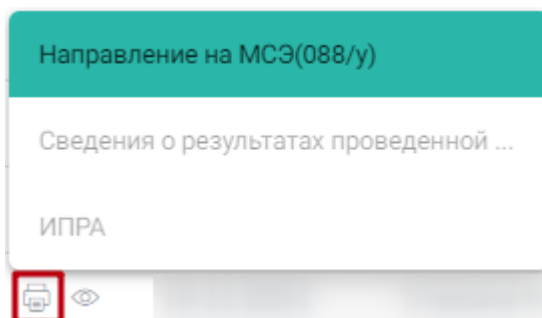 Направление на МСЭ(088/у)
Сведения о результатах проведенной ...
ИПРА